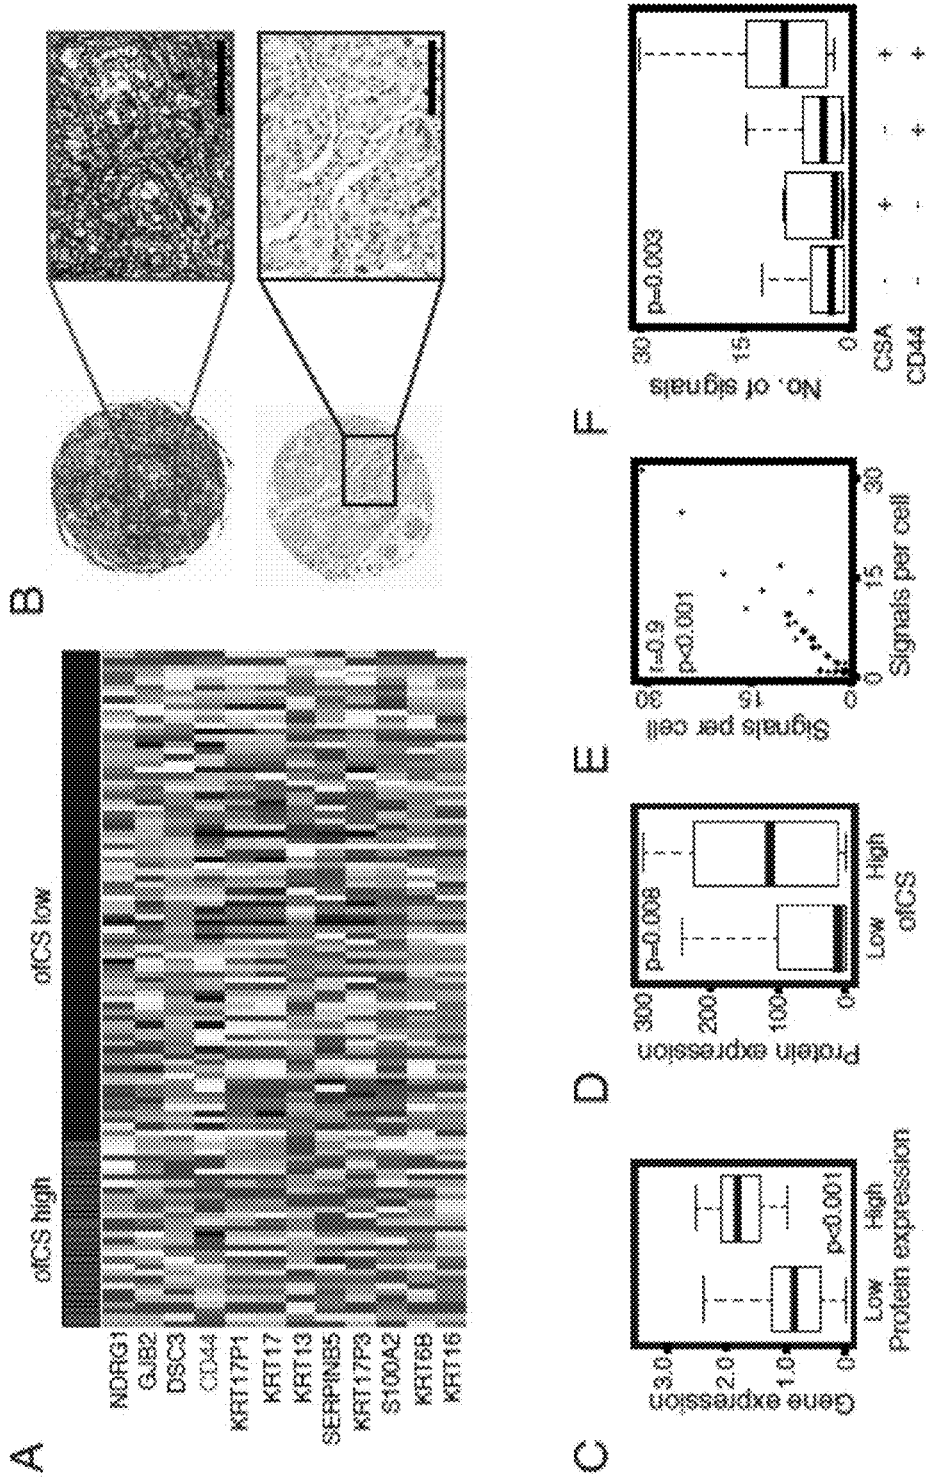 A
ofCS high
ofCS low
NDRG1
GJB2
DSC3
CD44
KRT17P1
KRT17
KRT13
SERPINB5
KRT17P3
S100A2
KRT6B
KRT16
B
C
Gene expression
3.0
2.0
1.0
0
p<0.001
Low
High
Protein expression
D
Protein expression
300
200
100
0
p=0.008
Low
High
ofCS
E
Signals per cell
30
15
0
r=0.9
p<0.001
0
15
30
Signals per cell
F
No. of signals
30
15
0
p=0.003
CSA - + - +
CD44 - - + +